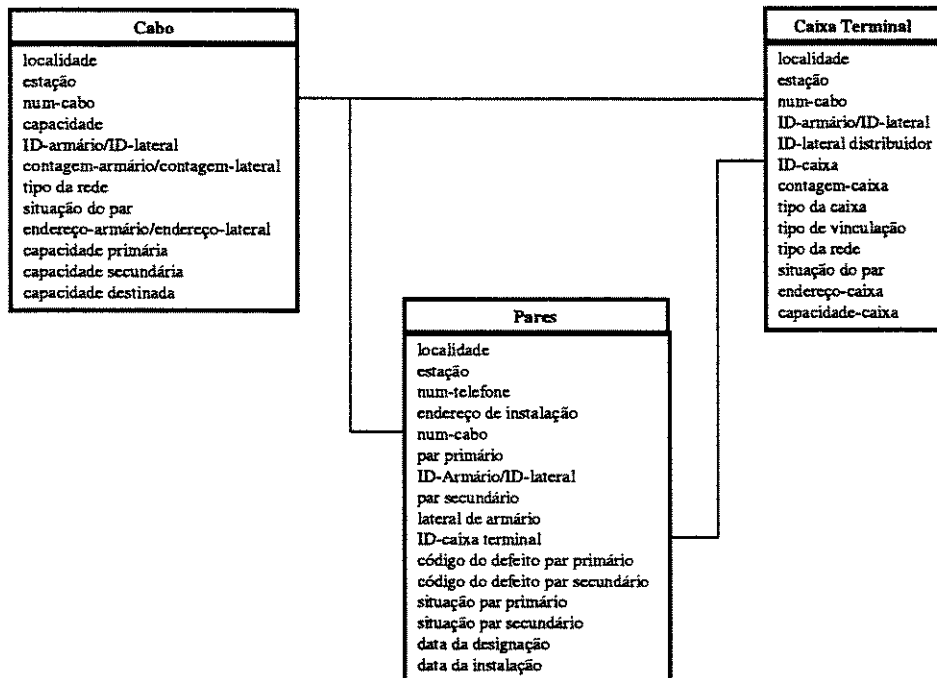 Cabo
localidade
estação
num-cabo
capacidade
ID-armário/ID-lateral
contagem-armário/contagem-lateral
tipo da rede
situação do par
endereço-armário/endereço-lateral
capacidade primária
capacidade secundária
capacidade destinada
Caixa Terminal
localidade
estação
num-cabo
ID-armário/ID-lateral
ID-lateral distribuidor
ID-caixa
contagem-caixa
tipo da caixa
tipo de vinculação
tipo da rede
situação do par
endereço-caixa
capacidade-caixa
Pares
localidade
estação
num-telefone
endereço de instalação
num-cabo
par primário
ID-Armário/ID-lateral
par secundário
lateral de armário
ID-caixa terminal
código do defeito par primário
código do defeito par secundário
situação par primário
situação par secundário
data da designação
data da instalação